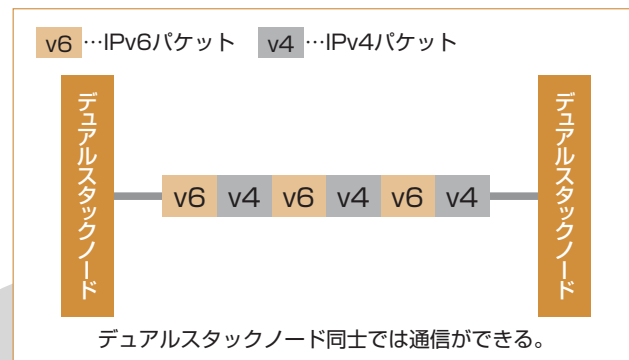 v6 …IPv6パケット v4 …IPv4パケット
デュアルスタックノード
v6 v4 v6 v4 v6 v4
デュアルスタックノード
デュアルスタックノード同士では通信ができる。